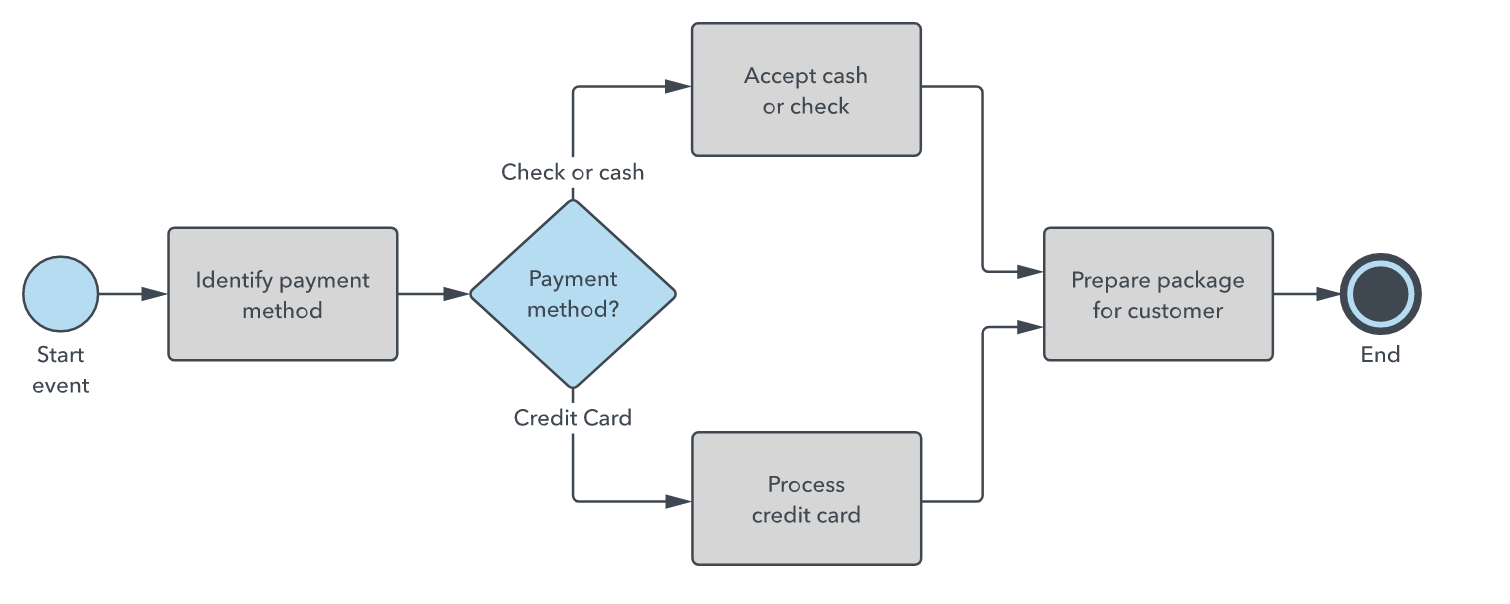 Start
event
Identify payment
method
Payment
method?
Check or cash
Accept cash
or check
Credit Card
Process
credit card
Prepare package
for customer
End